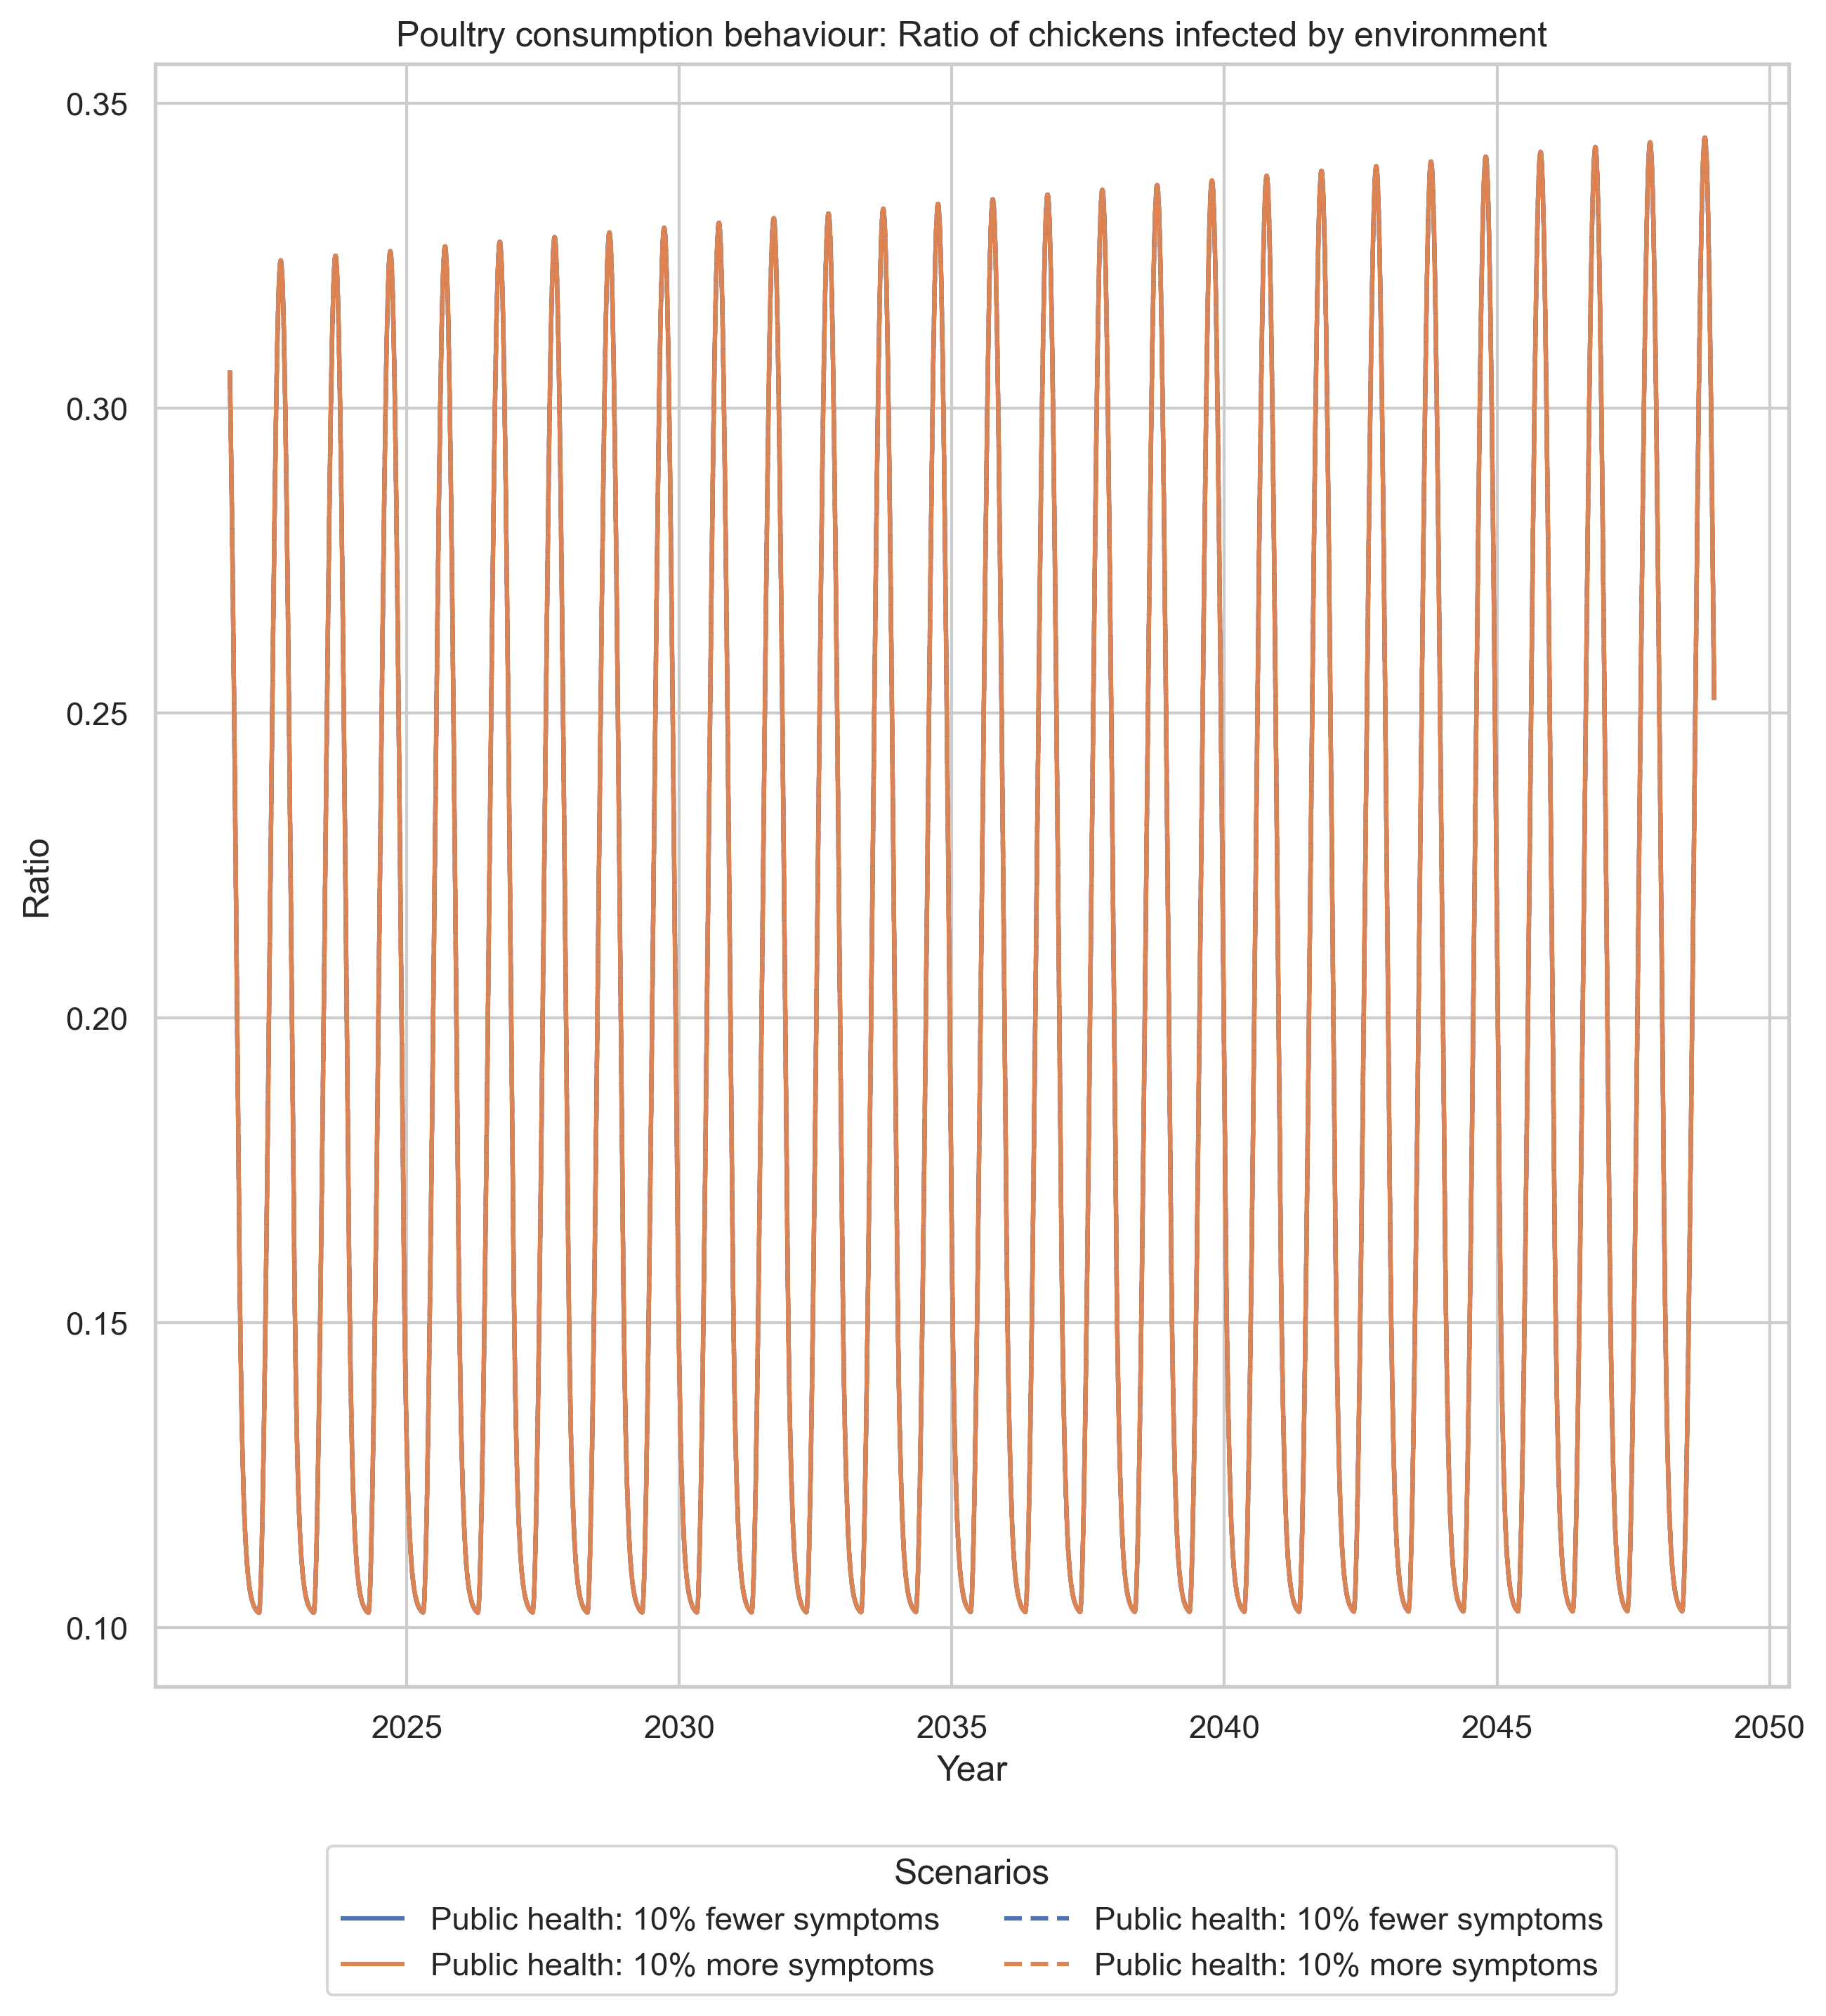 Poultry consumption behaviour: Ratio of chickens infected by environment
0.35
0.30
0.25
0.20
0.15
0.10
Ratio
2025 2030 2035 2040 2045 2050
Year
Scenarios
Public health: 10% fewer symptoms Public health: 10% fewer symptoms
Public health: 10% more symptoms Public health: 10% more symptoms